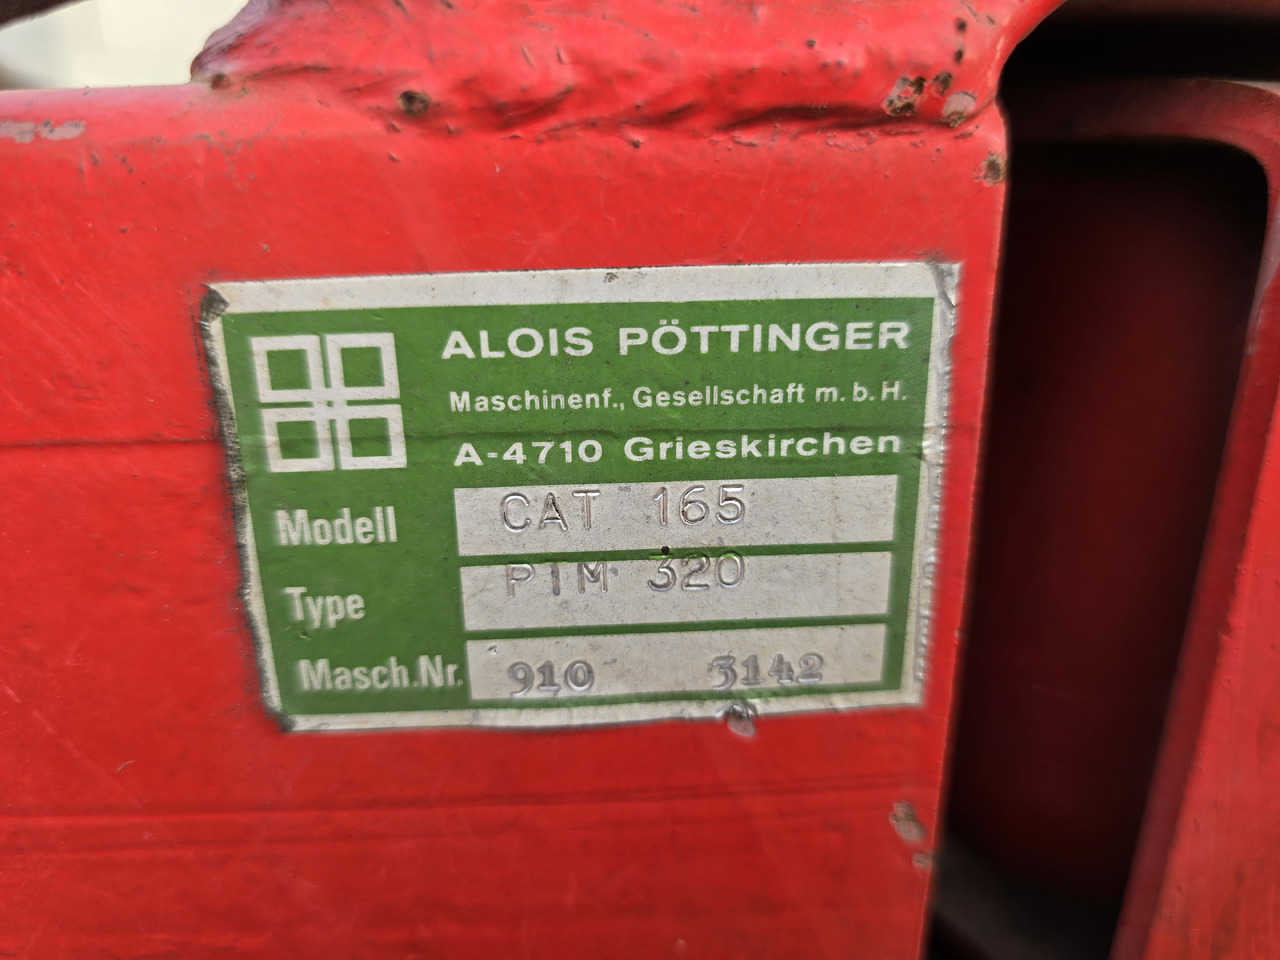 ALOIS PÖTTINGER
Maschinenf., Gesellschaft m. b. H.
A-4710 Grieskirchen
Modell CAT 165
Type PTM 320
Masch.Nr. 910 3142